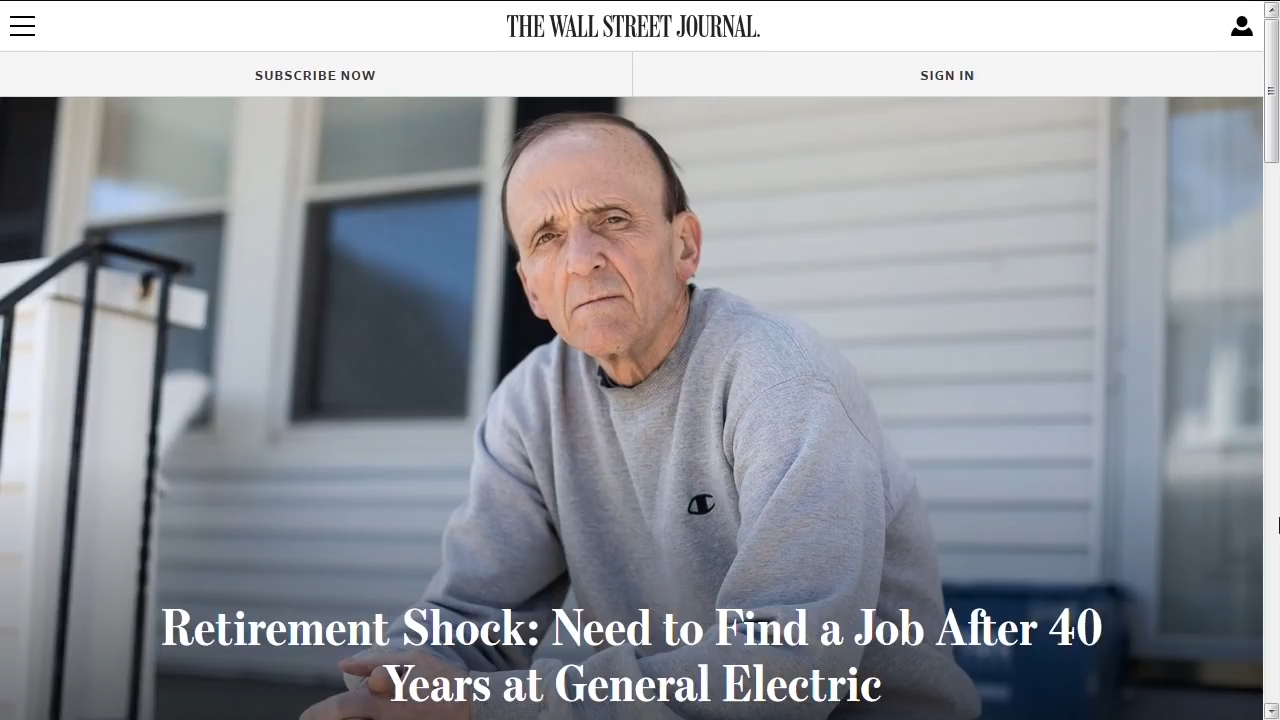 THE WALL STREET JOURNAL.
SUBSCRIBE NOW
SIGN IN
Retirement Shock: Need to Find a Job After 40
Years at General Electric